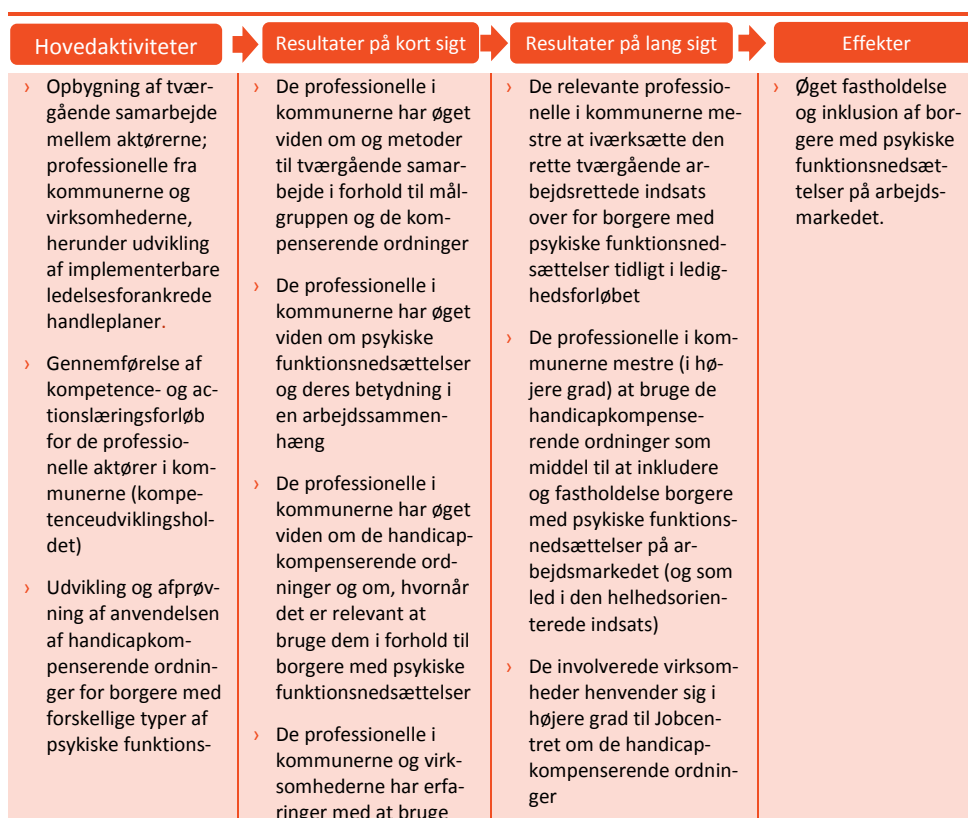 Hovedaktiviteter
Resultater på kort sigt
Resultater på lang sigt
Effekter
› Opbygning af tvær-
gående samarbejde
mellem aktørerne;
professionelle fra
kommunerne og
virksomhederne,
herunder udvikling
af implementerbare
ledelsesforankrede
handleplaner.
› Gennemførelse af
kompetence- og ac-
tionslæringsforløb
for de professio-
nelle aktører i kom-
munerne (kompe-
tenceudviklingshol-
det)
› Udvikling og afprøv-
ning af anvendelsen
af handicapkom-
penserende ordnin-
ger for borgere med
forskellige typer af
psykiske funktions-
› De professionelle i
kommunerne har øget
viden om og metoder
til tværgående samar-
bejde i forhold til mål-
gruppen og de kom-
penserende ordninger
› De professionelle i
kommunerne har øget
viden om psykiske
funktionsnedsættelser
og deres betydning i
en arbejdssammen-
hæng
› De professionelle i
kommunerne har øget
viden om de handicap-
kompenserende ord-
ninger og om, hvornår
det er relevant at
bruge dem i forhold til
borgere med psykiske
funktionsnedsættelser
› De professionelle i
kommunerne og virk-
somhederne har erfa-
ringer med at bruge
› De relevante professio-
nelle i kommunerne me-
stre at iværksætte den
rette tværgående ar-
bejdsrettede indsats
over for borgere med
psykiske funktionsned-
sættelser tidligt i ledig-
hedsforløbet
› De professionelle i kom-
munerne mestre (i hø-
jere grad) at bruge de
handicapkompense-
rende ordninger som
middel til at inkludere
og fastholdelse borgere
med psykiske funktions-
nedsættelser på ar-
bejdsmarkedet (og som
led i den helhedsorien-
terede indsats)
› De involverede virksom-
heder henvender sig i
højere grad til Jobcen-
tret om de handicap-
kompenserende ordnin-
ger
› Øget fastholdelse
og inklusion af bor-
gere med psykiske
funktionsnedsæt-
telser på arbejds-
markedet.